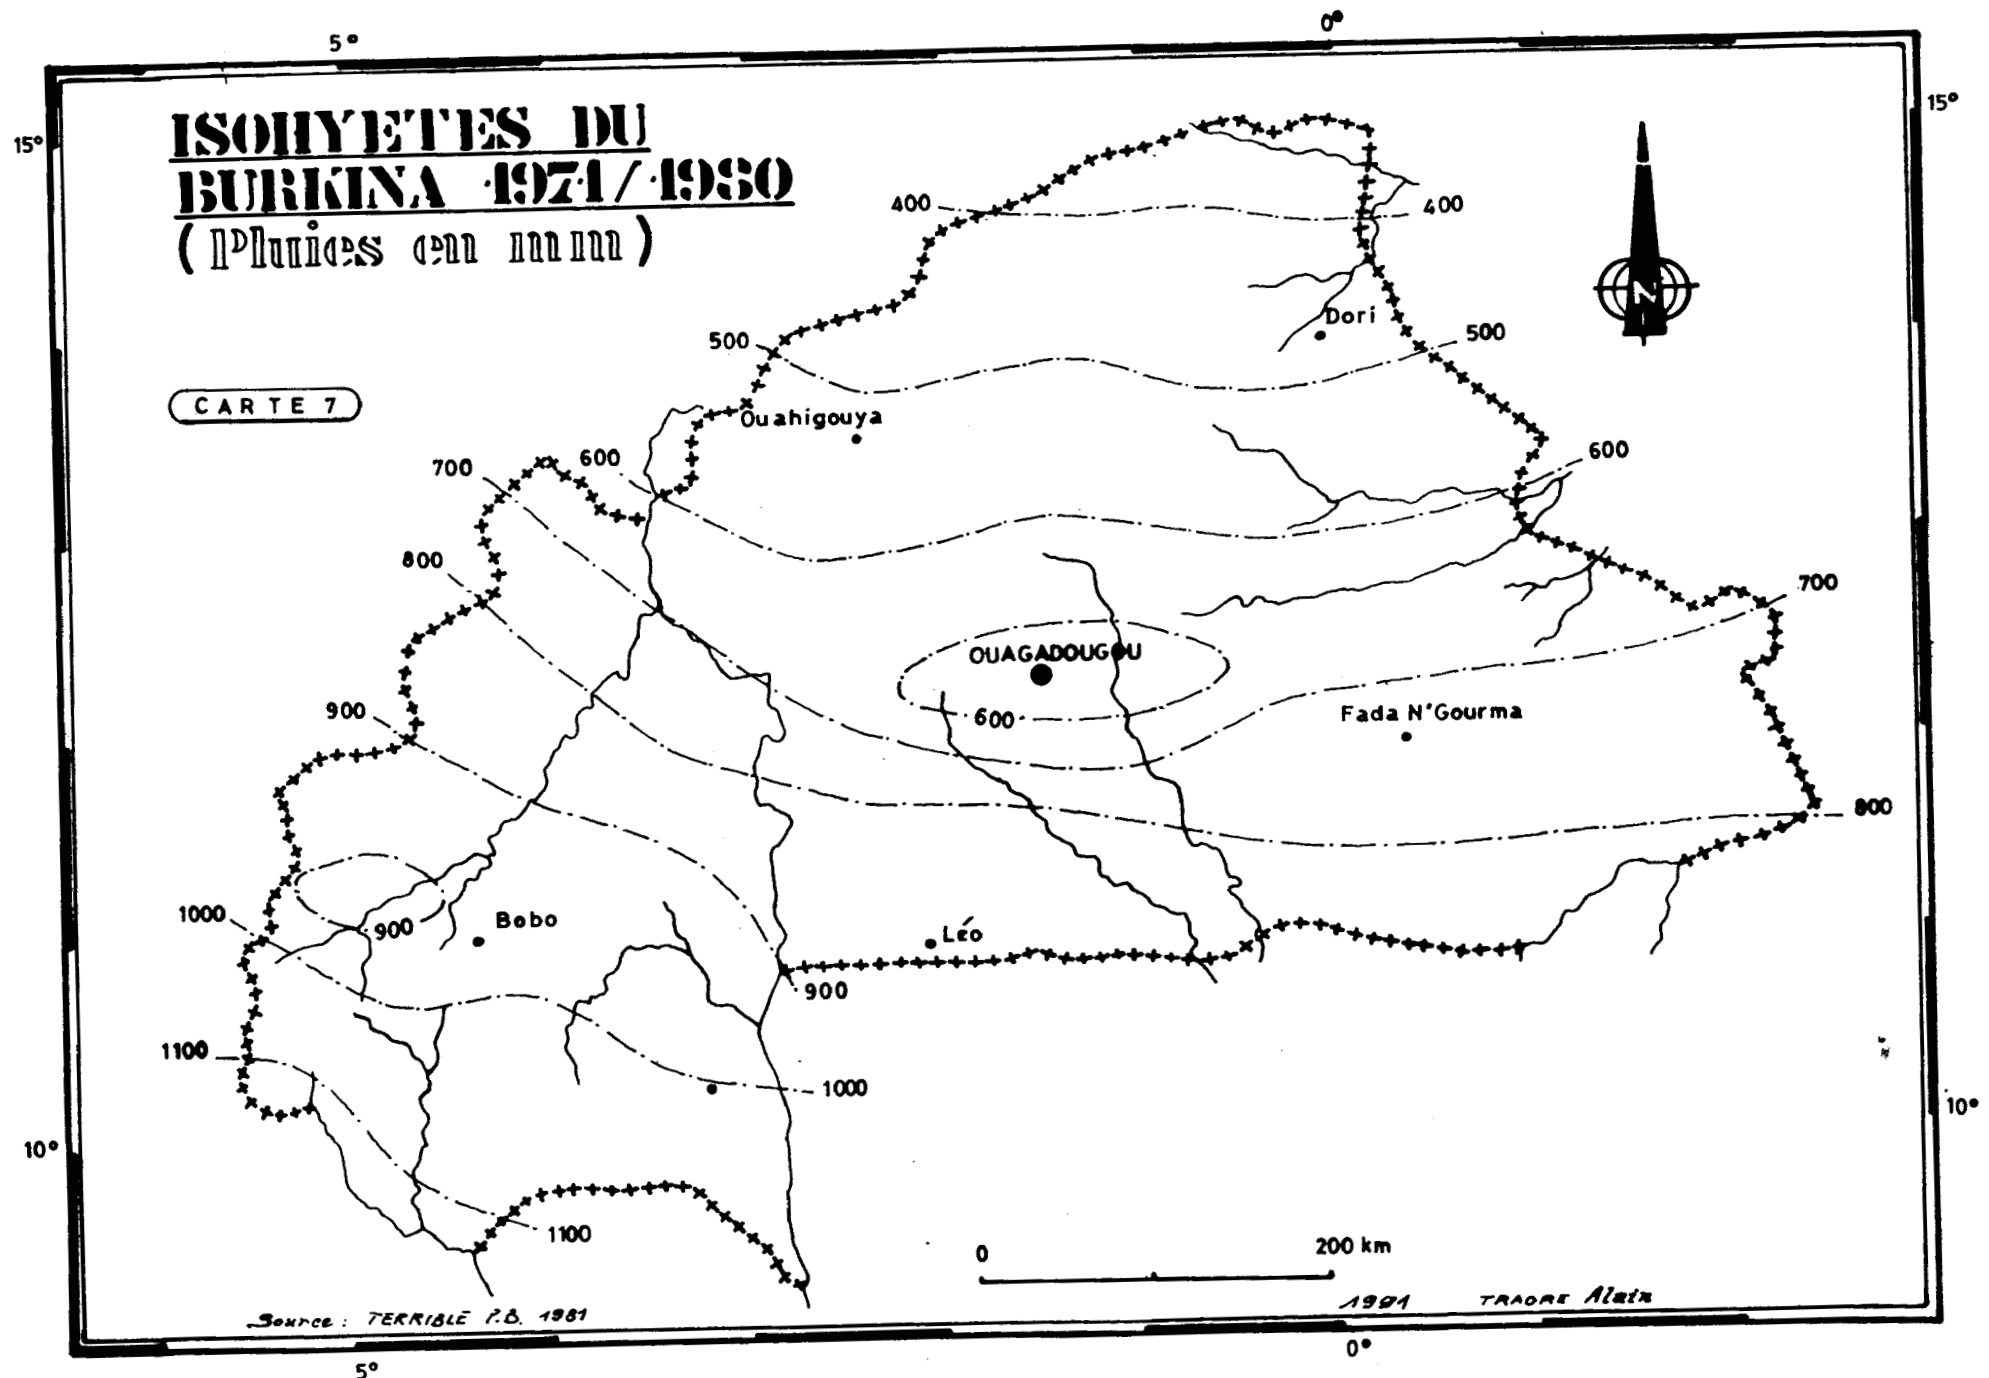 5°
0°
15°
15°
ISOHYETES DU
BURKINA 1971/1980
(Pluies en mm)
400
400
N
Dori
500
500
CARTE 7
Ouahigouya
600
700
600
800
700
OUAGADOUGOU
900
600
Fada N'Gourma
800
1000
900
Bobo
Léo
900
1100
1000
10°
10°
1100
0
200 km
Source : TERRIBLE P.B. 1981
1991
TRAORE Alain
5°
0°